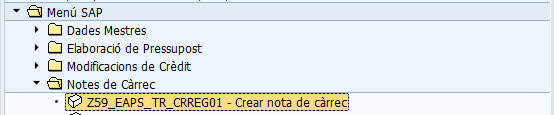 Menú SAP
Dades Mestres
Elaboració de Pressupost
Modificacions de Crèdit
Notes de Càrrec
Z59_EAPS_TR_CRREG01 - Crear nota de càrrec